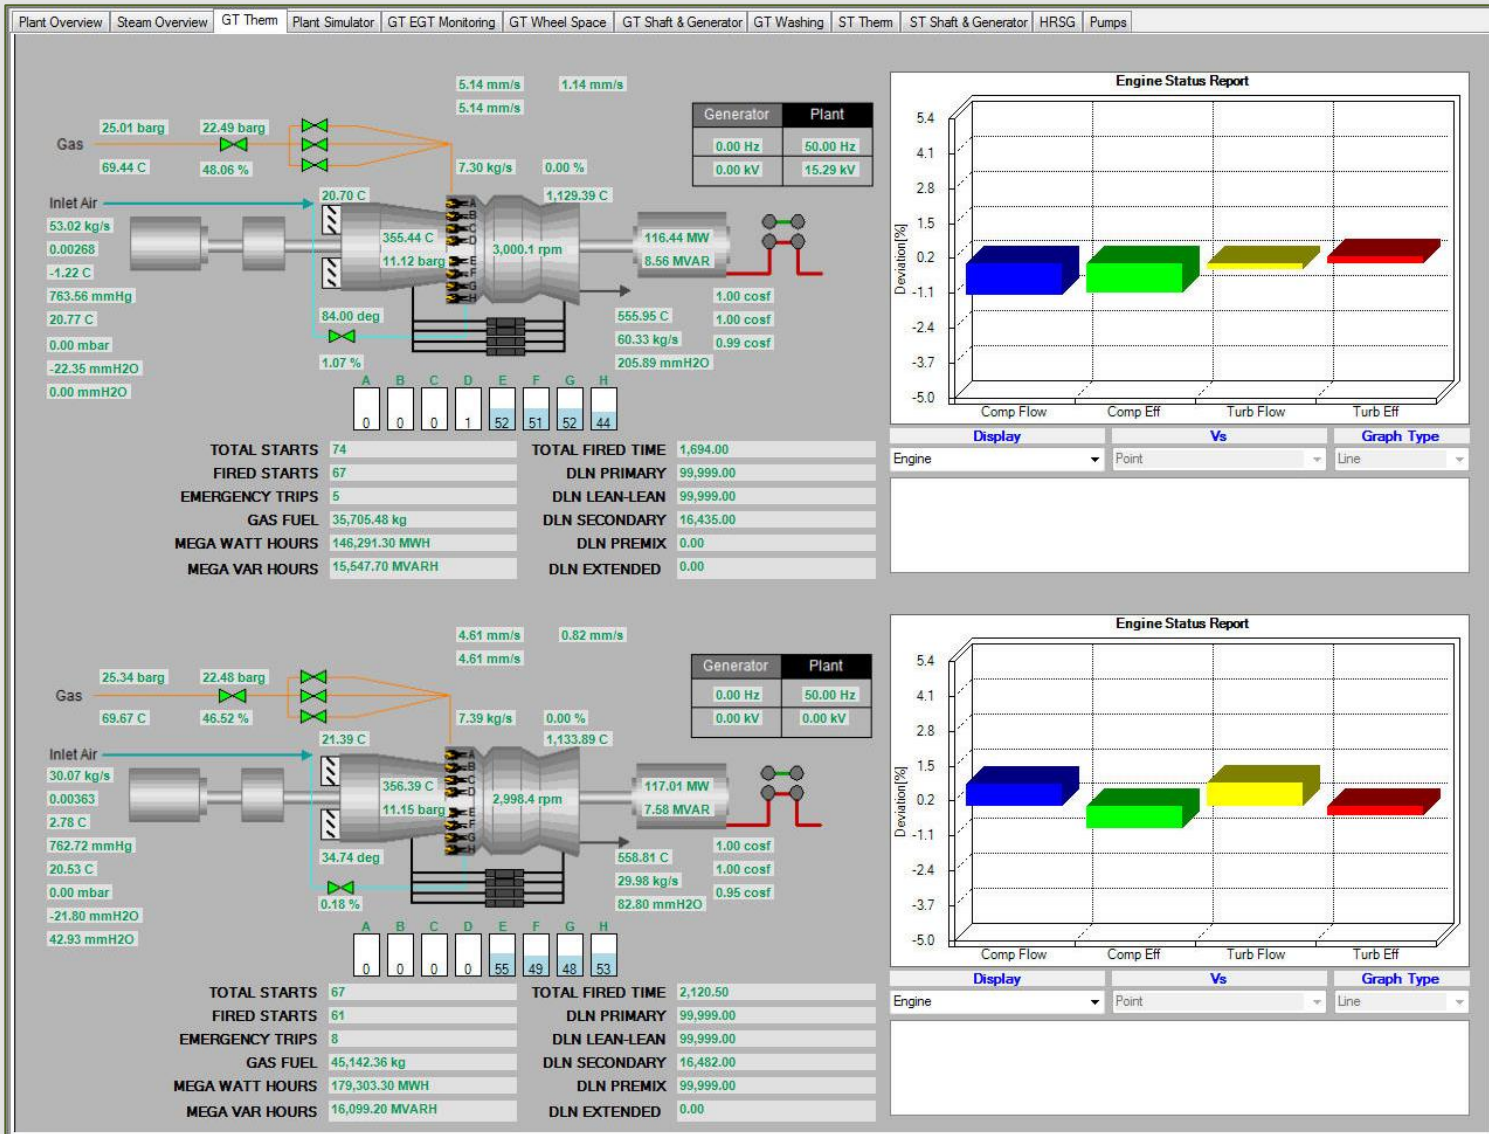 Plant Overview Steam Overview GT Therm Plant Simulator GT EGT Monitoring GT Wheel Space GT Shaft & Generator GT Washing ST Therm ST Shaft & Generator HRSG Pumps
5.14 mm/s 1.14 mm/s
5.14 mm/s
Generator Plant
0.00 Hz 50.00 Hz
0.00 kV 15.29 kV
25.01 barg 22.49 barg
Gas
69.44 C 48.06 %
7.30 kg/s 0.00 %
Inlet Air
20.70 C
1,129.39 C
53.02 kg/s
0.00268
-1.22 C
763.56 mmHg
20.77 C
0.00 mbar
-22.35 mmH2O
0.00 mmH2O
A
B
C
D
E
F
G
H
355.44 C
11.12 barg
3,000.1 rpm
116.44 MW
8.56 MVAR
84.00 deg
1.07 %
555.95 C
60.33 kg/s
205.89 mmH2O
1.00 cosf
1.00 cosf
0.99 cosf
A B C D E F G H
0 0 0 1 52 51 52 44
TOTAL STARTS 74 TOTAL FIRED TIME 1,694.00
FIRED STARTS 67 DLN PRIMARY 99,999.00
EMERGENCY TRIPS 5 DLN LEAN-LEAN 99,999.00
GAS FUEL 35,705.48 kg DLN SECONDARY 16,435.00
MEGA WATT HOURS 146,291.30 MWH DLN PREMIX 0.00
MEGA VAR HOURS 15,547.70 MVARH DLN EXTENDED 0.00
Engine Status Report
Deviation[%]
5.4
4.1
2.8
1.5
0.2
-1.1
-2.4
-3.7
-5.0
Comp Flow Comp Eff Turb Flow Turb Eff
Display Vs Graph Type
Engine Point Line
4.61 mm/s 0.82 mm/s
4.61 mm/s
Generator Plant
0.00 Hz 50.00 Hz
0.00 kV 0.00 kV
25.34 barg 22.48 barg
Gas
69.67 C 46.52 %
7.39 kg/s 0.00 %
21.39 C
1,133.89 C
Inlet Air
30.07 kg/s
0.00363
2.78 C
762.72 mmHg
20.53 C
0.00 mbar
-21.80 mmH2O
42.93 mmH2O
A
B
C
D
E
F
G
H
356.39 C
11.15 barg
2,998.4 rpm
117.01 MW
7.58 MVAR
34.74 deg
0.18 %
558.81 C
29.98 kg/s
82.80 mmH2O
1.00 cosf
1.00 cosf
0.95 cosf
A B C D E F G H
0 0 0 0 55 49 48 53
TOTAL STARTS 67 TOTAL FIRED TIME 2,120.50
FIRED STARTS 61 DLN PRIMARY 99,999.00
EMERGENCY TRIPS 8 DLN LEAN-LEAN 99,999.00
GAS FUEL 45,142.36 kg DLN SECONDARY 16,482.00
MEGA WATT HOURS 179,303.30 MWH DLN PREMIX 99,999.00
MEGA VAR HOURS 16,099.20 MVARH DLN EXTENDED 0.00
Engine Status Report
Deviation[%]
5.4
4.1
2.8
1.5
0.2
-1.1
-2.4
-3.7
-5.0
Comp Flow Comp Eff Turb Flow Turb Eff
Display Vs Graph Type
Engine Point Line